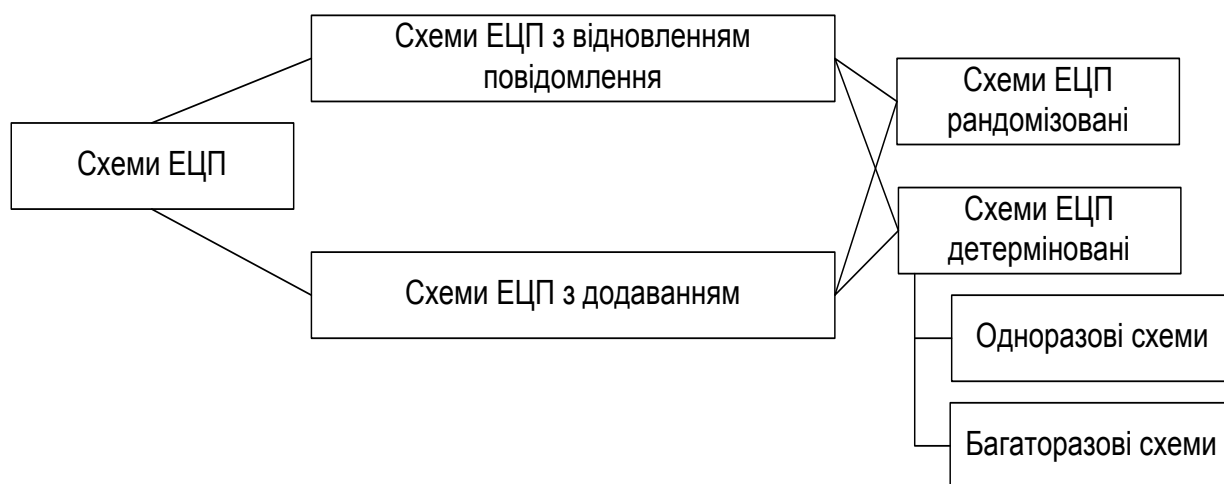 Схеми ЕЦП з відновленням
повідомлення
Схеми ЕЦП
рандомізовані
Схеми ЕЦП
Схеми ЕЦП
детерміновані
Схеми ЕЦП з додаванням
Одноразові схеми
Багаторазові схеми